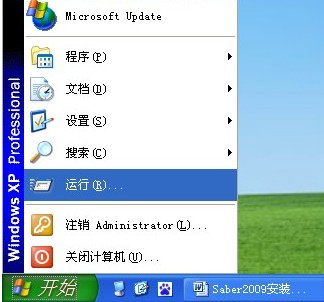 Microsoft Update
程序(P)
文档(D)
设置(S)
搜索(C)
运行(R)...
注销 Administrator(L)...
关闭计算机(U)...
Windows XP Professional
开始
Saber2009安装...